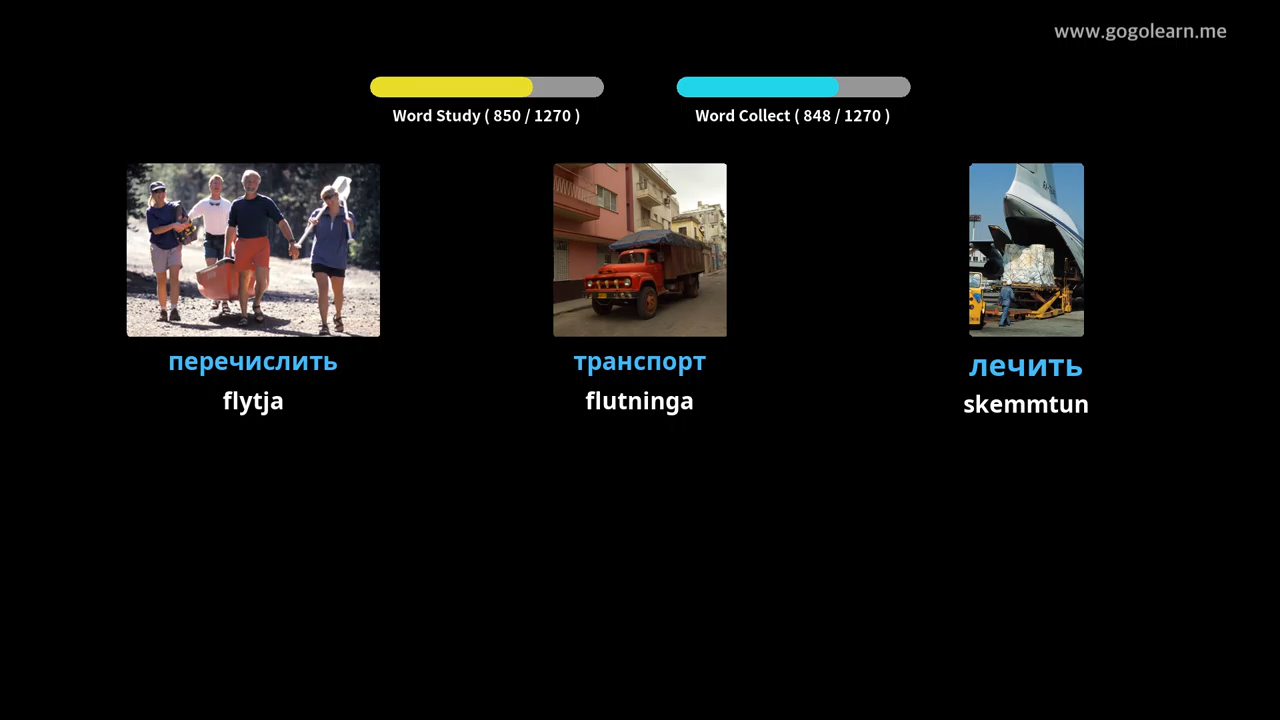 www.gogolearn.me
Word Study ( 850 / 1270 )
Word Collect ( 848 / 1270 )
перечислить
транспорт
лечить
flytja
flutninga
skemmtun